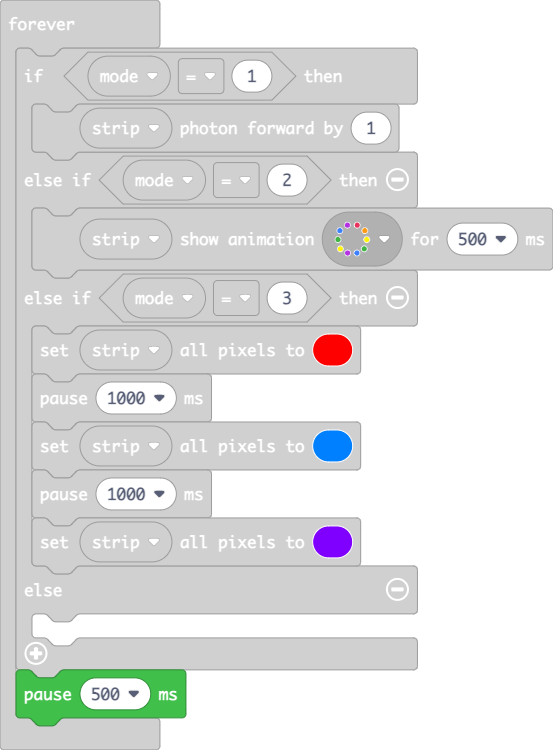 forever
if mode = 1 then
strip photon forward by 1
else if mode = 2 then
strip show animation for 500 ms
else if mode = 3 then
set strip all pixels to
pause 1000 ms
set strip all pixels to
pause 1000 ms
set strip all pixels to
else
pause 500 ms